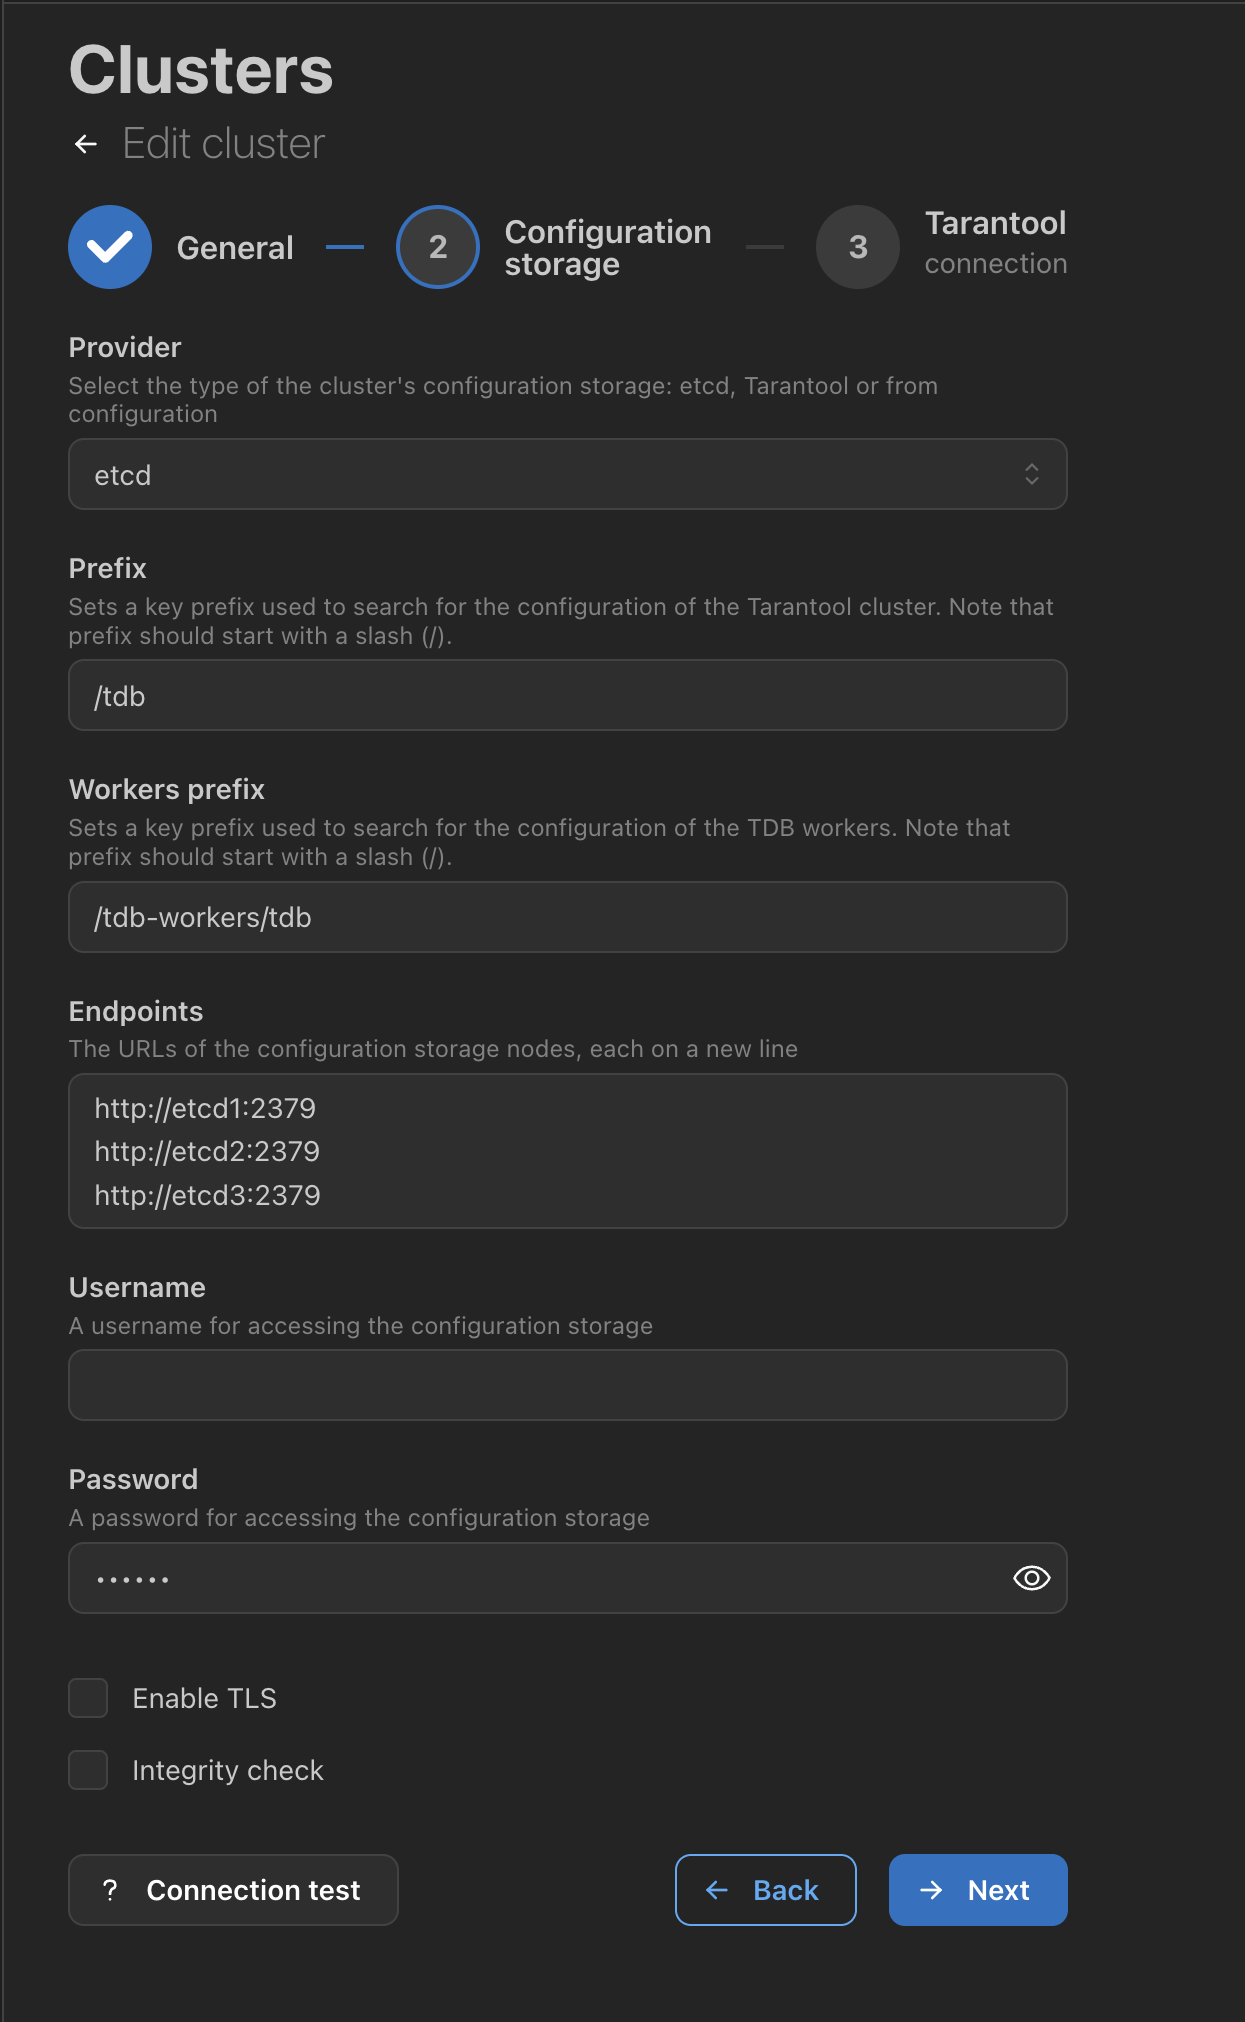 Clusters
← Edit cluster
General
2
Configuration
storage
3
Tarantool
connection
Provider
Select the type of the cluster's configuration storage: etcd, Tarantool or from
configuration
etcd
Prefix
Sets a key prefix used to search for the configuration of the Tarantool cluster. Note that
prefix should start with a slash (/).
/tdb
Workers prefix
Sets a key prefix used to search for the configuration of the TDB workers. Note that
prefix should start with a slash (/).
/tdb-workers/tdb
Endpoints
The URLs of the configuration storage nodes, each on a new line
http://etcd1:2379
http://etcd2:2379
http://etcd3:2379
Username
A username for accessing the configuration storage
Password
A password for accessing the configuration storage
••••••
Enable TLS
Integrity check
? Connection test
← Back
→ Next